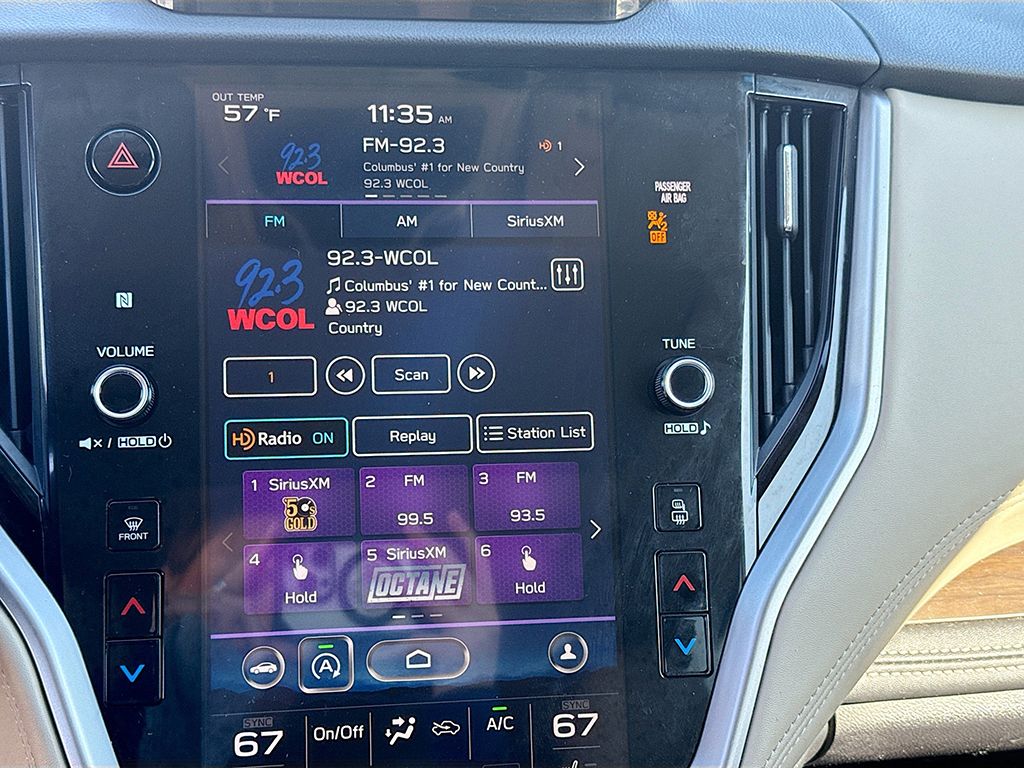 OUT TEMP
57 °F
11:35 AM
92.3
WCOL
FM-92.3
HD 1
Columbus' #1 for New Country
92.3 WCOL
FM
AM
SiriusXM
PASSENGER
AIR BAG
2
OFF
92.3
WCOL
92.3-WCOL
Columbus' #1 for New Count...
92.3 WCOL
Country
N
VOLUME
TUNE
1
Scan
/ HOLD
HOLD
HD Radio ON
Replay
Station List
1 SiriusXM
50s
GOLD
2 FM
99.5
3 FM
93.5
FRONT
4
Hold
5 SiriusXM
OCTANE
6
Hold
A
SYNC
67
On/Off
A/C
SYNC
67